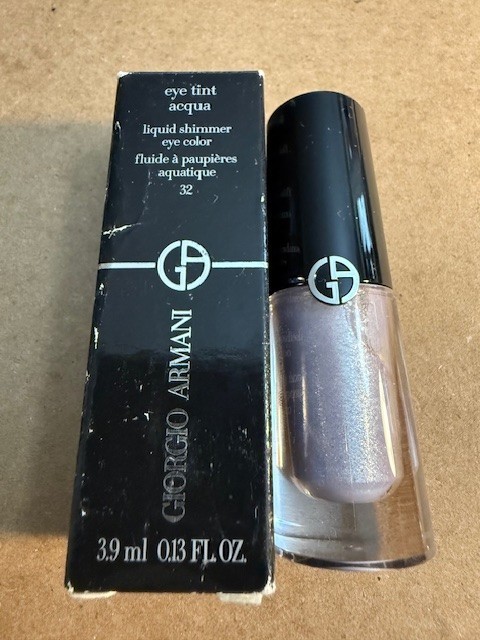 eye tint
acqua
liquid shimmer
eye color
fluide à paupières
aquatique
32
GA
GIORGIO ARMANI
3.9 ml 0.13 FL.OZ.
GA